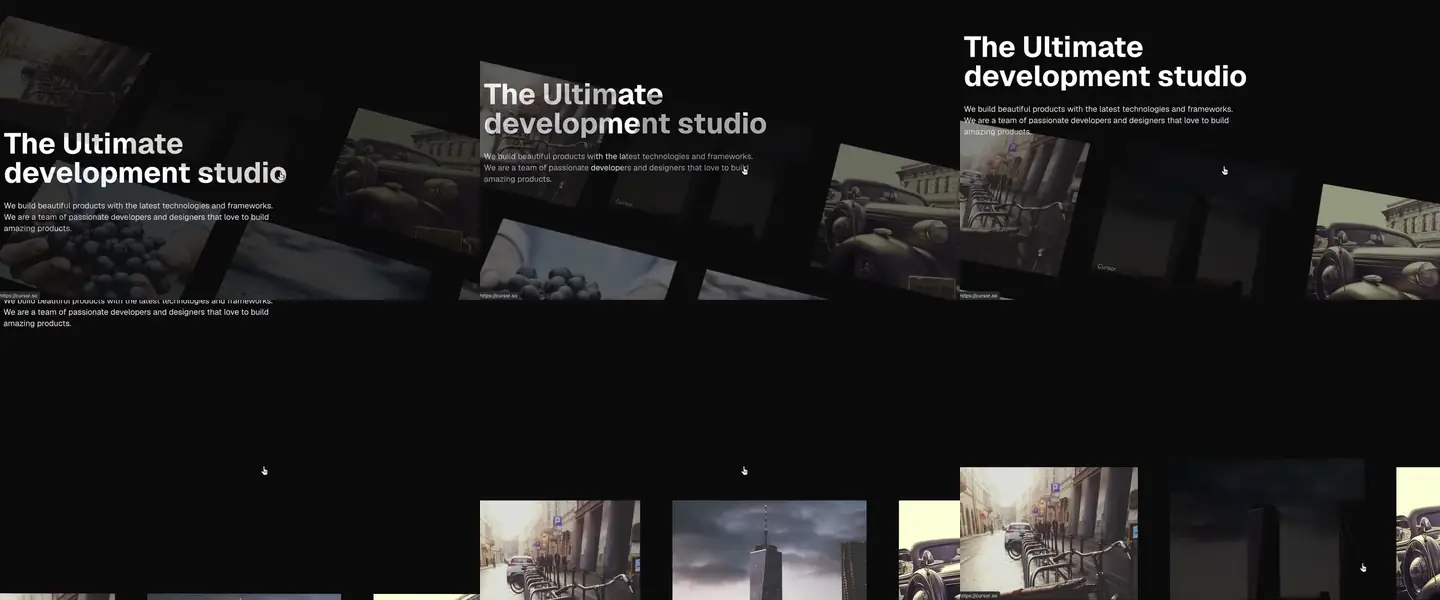 The Ultimate
development studio
We build beautiful products with the latest technologies and frameworks.
We are a team of passionate developers and designers that love to build
amazing products.
https://cursor.so
The Ultimate
development studio
We build beautiful products with the latest technologies and frameworks.
We are a team of passionate developers and designers that love to build
amazing products.
Cursor
https://cursor.so
The Ultimate
development studio
We build beautiful products with the latest technologies and frameworks.
We are a team of passionate developers and designers that love to build
amazing products.
P
Cursor
https://cursor.so
We build beautiful products with the latest technologies and frameworks.
We are a team of passionate developers and designers that love to build
amazing products.
P
P
https://cursor.so